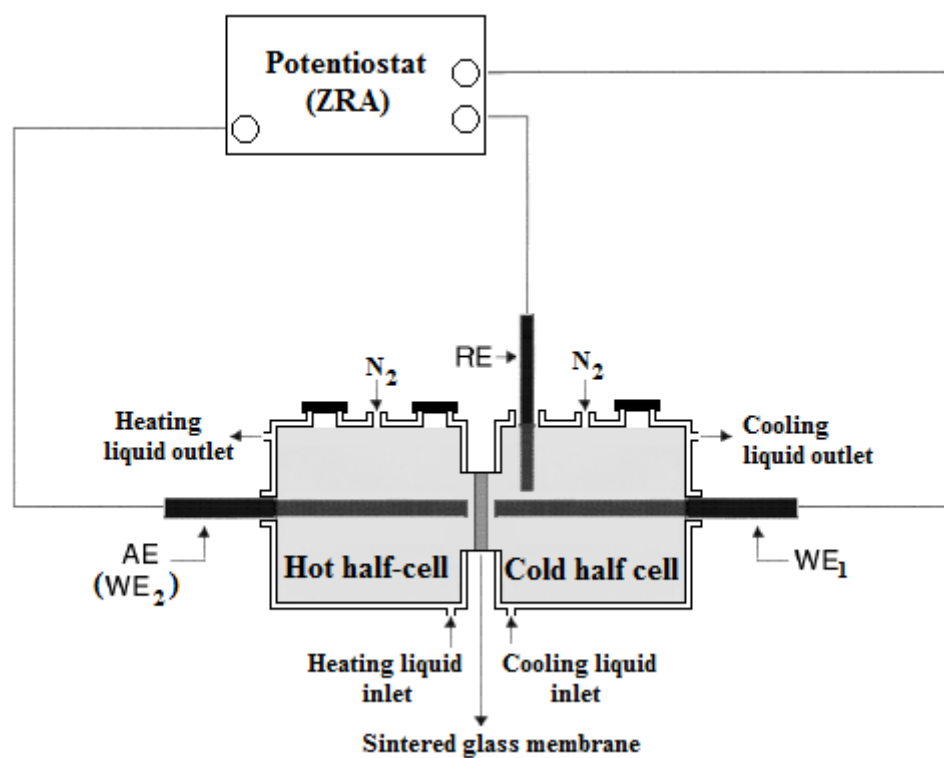 Potentiostat
(ZRA)
RE
N2
N2
Heating
liquid outlet
Cooling
liquid outlet
AE
(WE2)
Hot half-cell
Cold half cell
WE1
Heating liquid
inlet
Cooling liquid
inlet
Sintered glass membrane